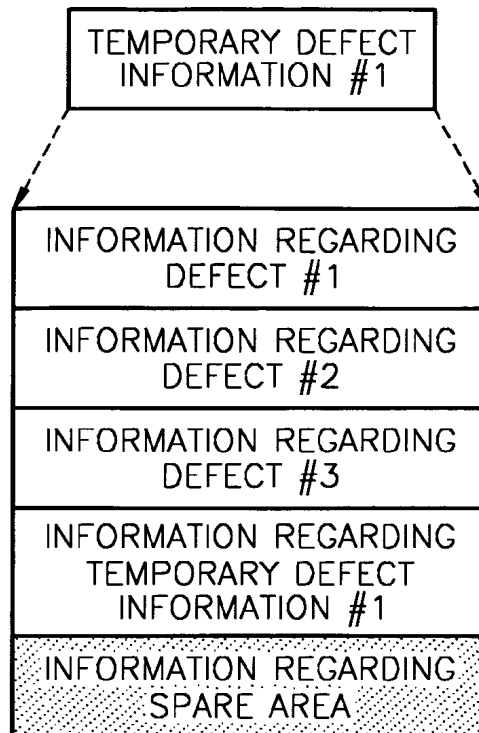 TEMPORARY DEFECT
INFORMATION #1
INFORMATION REGARDING
DEFECT #1
INFORMATION REGARDING
DEFECT #2
INFORMATION REGARDING
DEFECT #3
INFORMATION REGARDING
TEMPORARY DEFECT
INFORMATION #1
INFORMATION REGARDING
SPARE AREA